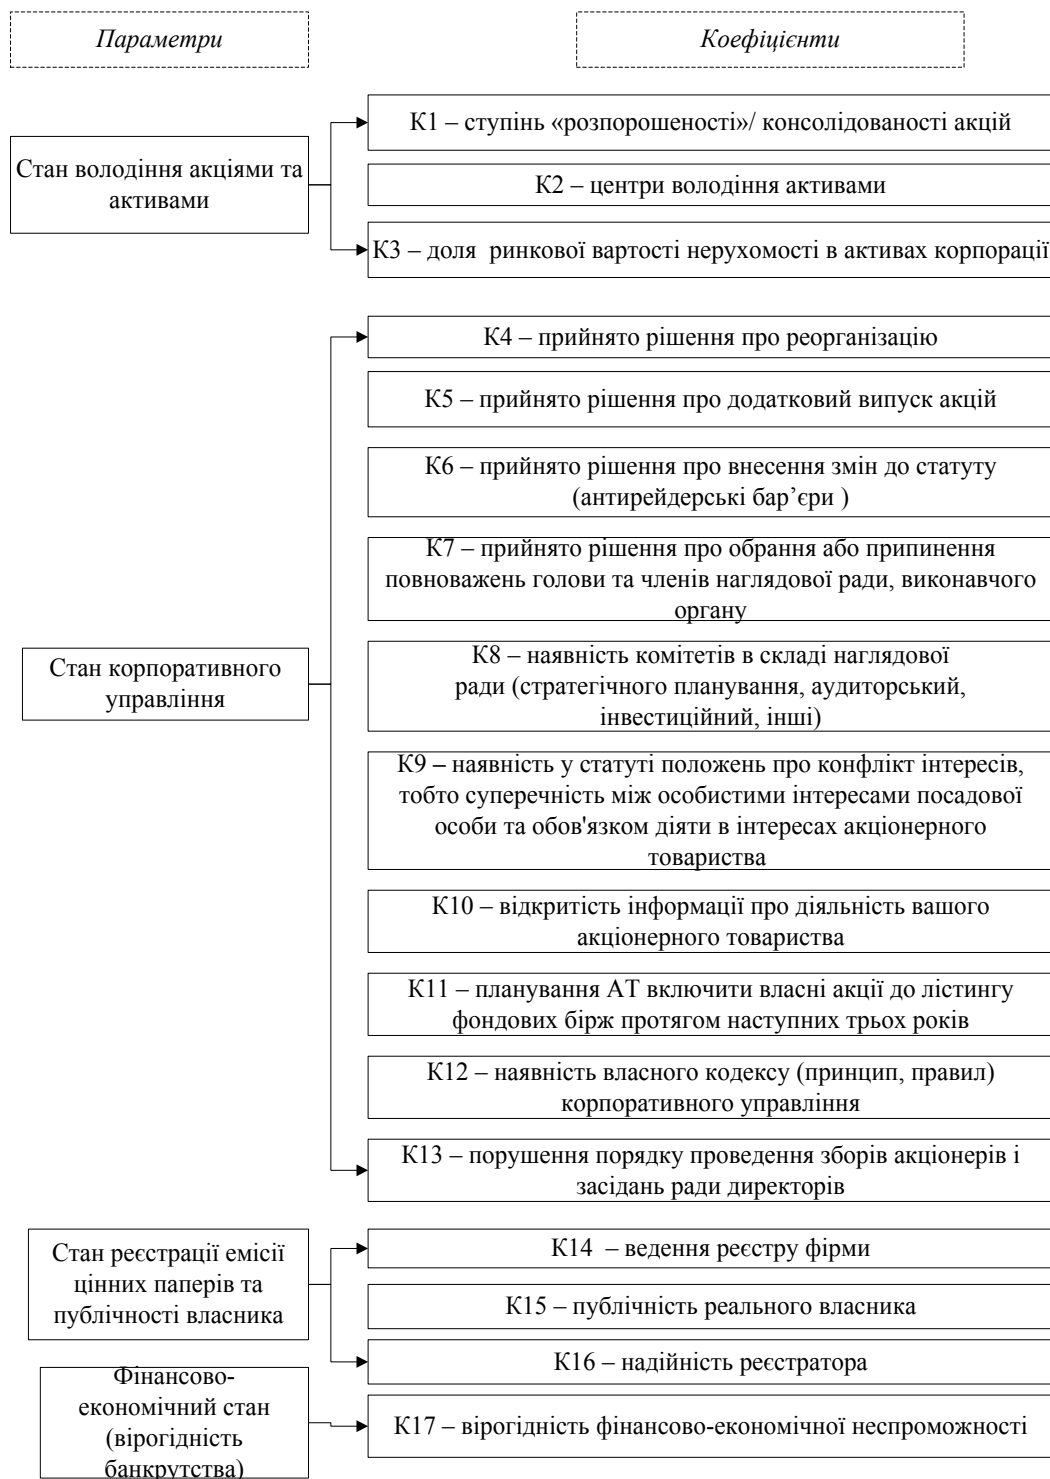 Параметри
Коефіцієнти
Стан володіння акціями та
активами
К1 – ступінь «розпорошеності»/ консолідованості акцій
К2 – центри володіння активами
К3 – доля  ринкової вартості нерухомості в активах корпорації
Стан корпоративного
управління
К4 – прийнято рішення про реорганізацію
К5 – прийнято рішення про додатковий випуск акцій
К6 – прийнято рішення про внесення змін до статуту
(антирейдерські бар’єри )
К7 – прийнято рішення про обрання або припинення
повноважень голови та членів наглядової ради, виконавчого
органу
К8 – наявність комітетів в складі наглядової
ради (стратегічного планування, аудиторський,
інвестиційний, інші)
К9 – наявність у статуті положень про конфлікт інтересів,
тобто суперечність між особистими інтересами посадової
особи та обов'язком діяти в інтересах акціонерного
товариства
К10 – відкритість інформації про діяльність вашого
акціонерного товариства
К11 – планування АТ включити власні акції до лістингу
фондових бірж протягом наступних трьох років
К12 – наявність власного кодексу (принцип, правил)
корпоративного управління
К13 – порушення порядку проведення зборів акціонерів і
засідань ради директорів
Стан реєстрації емісії
цінних паперів та
публічності власника
К14  – ведення реєстру фірми
К15 – публічність реального власника
К16 – надійність реєстратора
Фінансово-
економічний стан
(вірогідність
банкрутства)
К17 – вірогідність фінансово-економічної неспроможності